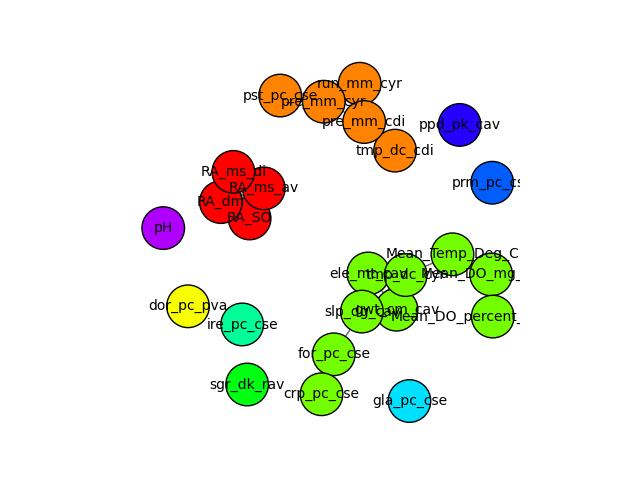 run_mm_cyr
pst_pc_cse
pre_mm_cyr
pre_mm_cdi
ppd_pk_cav
tmp_dc_cdi
RA_ms_di
prm_pc_cs
RA_ms_av
RA_dm
RA_SO
pH
Mean_Temp_Deg_C
ele_mt_cav
tmp_dc_cyr
Mean_DO_mg_
dor_pc_pva
slp_dg_cav
gwt_cm_cav
Mean_DO_percent_
ire_pc_cse
for_pc_cse
sgr_dk_rav
crp_pc_cse
gla_pc_cse